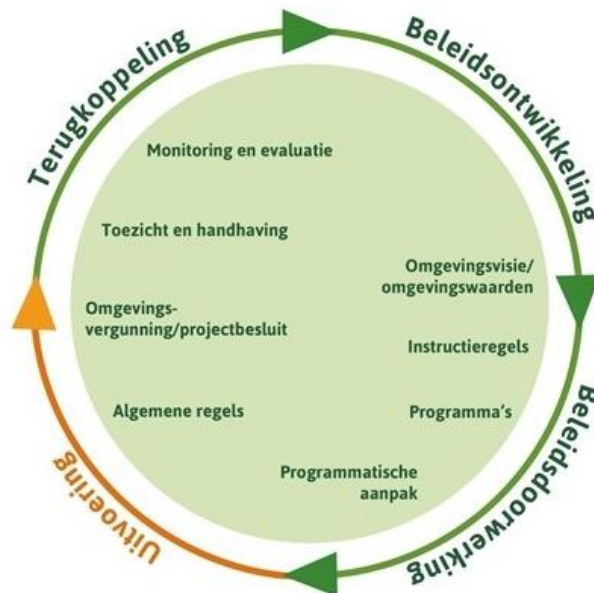 Terugkoppeling
Beleidsontwikkeling
Monitoring en evaluatie
Toezicht en handhaving
Omgevingsvisie/
omgevingswaarden
Omgevings-
vergunning/projectbesluit
Instructieregels
Algemene regels
Programma's
Programmatische
aanpak
Uitvoering
Beleidsdoorwerking